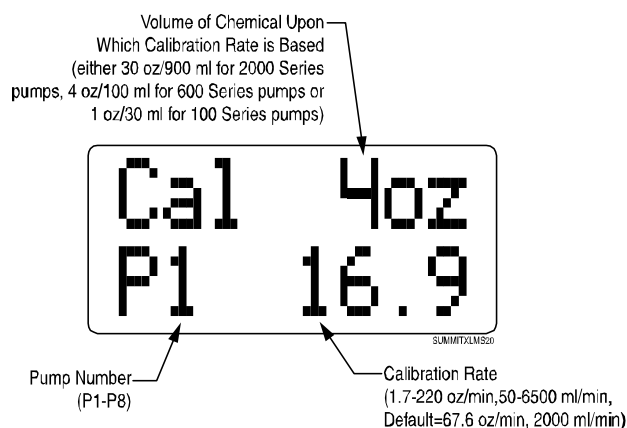 Volume of Chemical Upon
Which Calibration Rate is Based
(either 30 oz/900 ml for 2000 Series
pumps, 4 oz/100 ml for 600 Series pumps or
1 oz/30 ml for 100 Series pumps)
Cal 4oz
P1 16.9
SUMMITXLMS20
Pump Number
(P1-P8)
Calibration Rate
(1.7-220 oz/min,50-6500 ml/min,
Default=67.6 oz/min, 2000 ml/min)